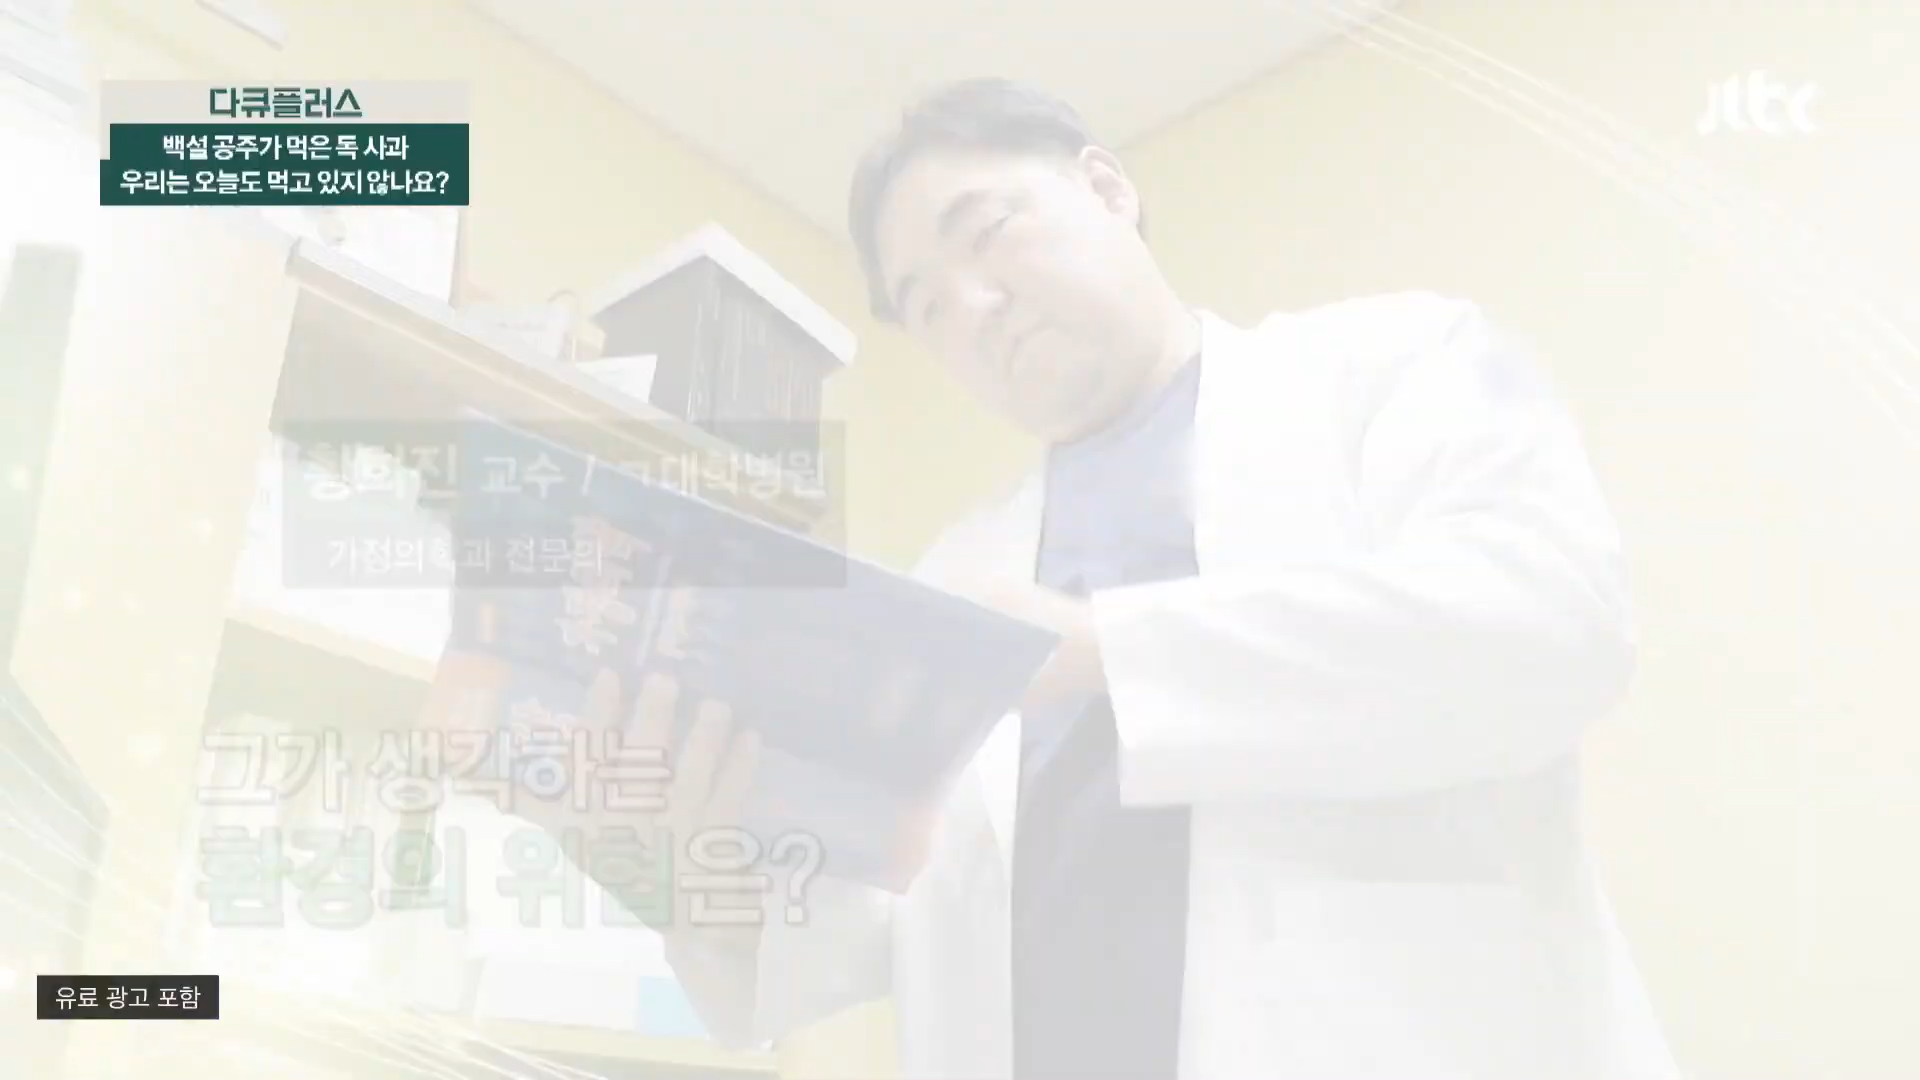 다큐플러스
백설 공주가 먹은 독 사과
우리는 오늘도 먹고 있지 않나요?
JTBC
교수 / 대학병원
가정의학과 전문의
그가 생각하는
환경의 위협은?
유료 광고 포함